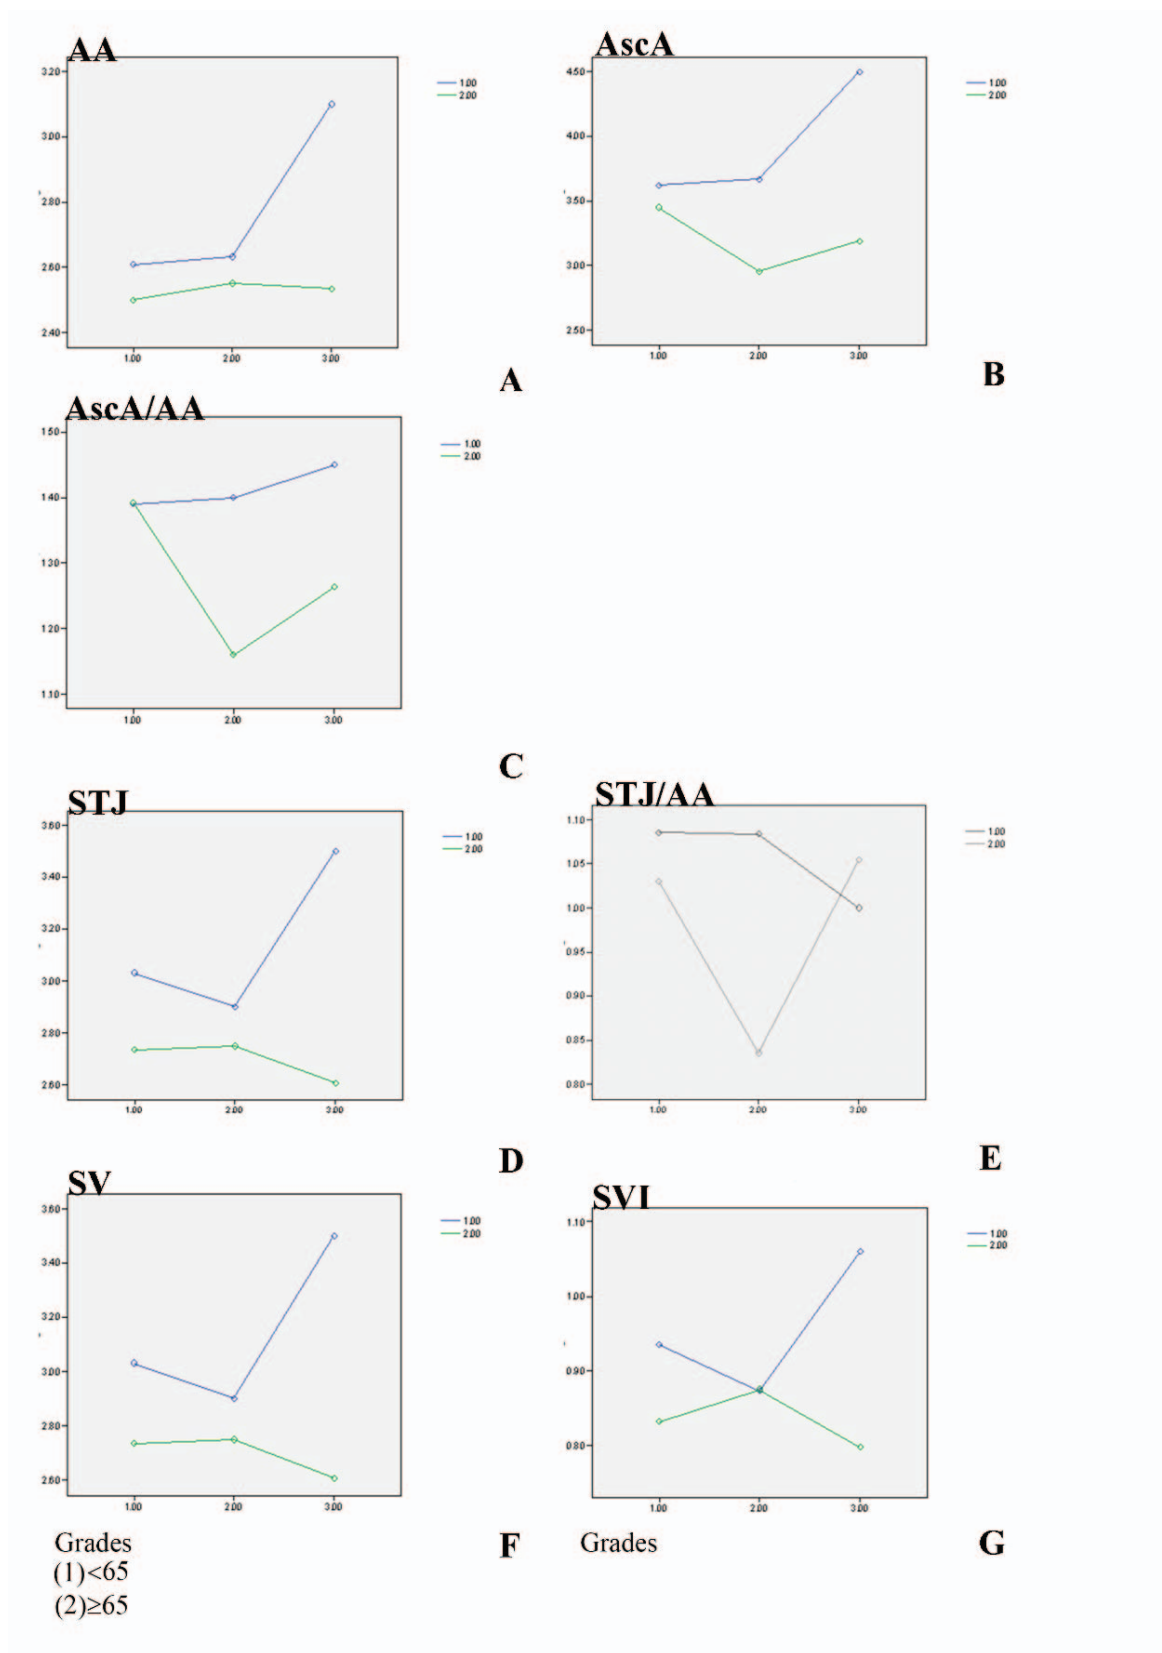 AA
3.20
3.00
2.80
2.60
2.40
1.00 2.00 3.00
1.00
2.00
A
AscA
4.50
4.00
3.50
3.00
2.50
1.00 2.00 3.00
1.00
2.00
B
AscA/AA
1.50
1.40
1.30
1.20
1.10
1.00 2.00 3.00
1.00
2.00
C
STJ
3.60
3.40
3.20
3.00
2.80
2.60
1.00 2.00 3.00
1.00
2.00
D
STJ/AA
1.10
1.05
1.00
0.95
0.90
0.85
0.80
1.00 2.00 3.00
1.00
2.00
E
SV
3.60
3.40
3.20
3.00
2.80
2.60
1.00 2.00 3.00
1.00
2.00
F
Grades
(1)<65
(2)≥65
SVI
1.10
1.00
0.90
0.80
1.00 2.00 3.00
1.00
2.00
Grades
G